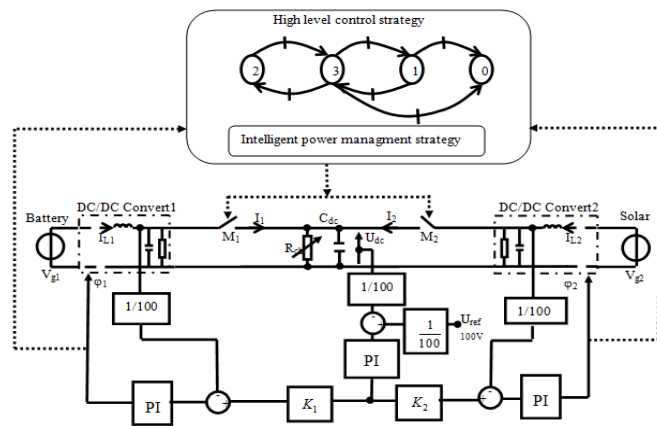 High level control strategy
2 3 1 0
Intelligent power managment strategy
DC/DC Convert1
DC/DC Convert2
Battery
I1
Cdc
I2
Solar
IL1
M1
Udc
M2
IL2
Vg1
φ1
φ2
Vg2
1/100
1/100
1/100
- +
1
100
Uref
100V
PI
PI
- +
K1
K2
- +
PI